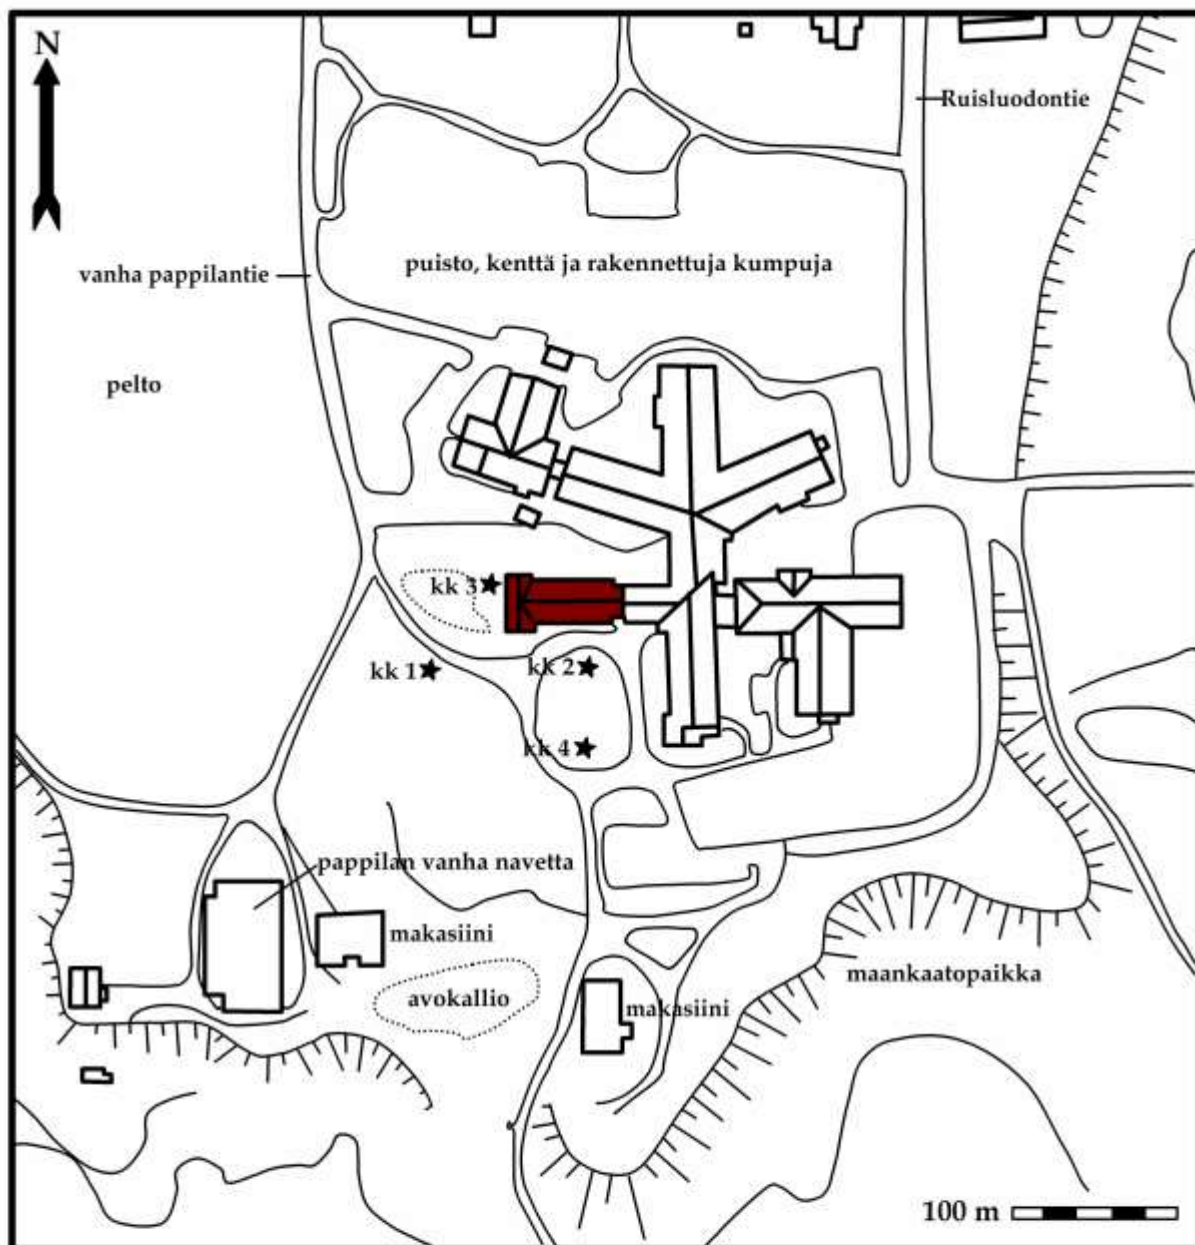 N
Ruisluodontie
vanha pappilantie
puisto, kenttä ja rakennettuja kumpuja
pelto
kk 3
kk 1
kk 2
kk 4
pappilan vanha navetta
makasiini
avokallio
makasiini
maankaatopaikka
100 m